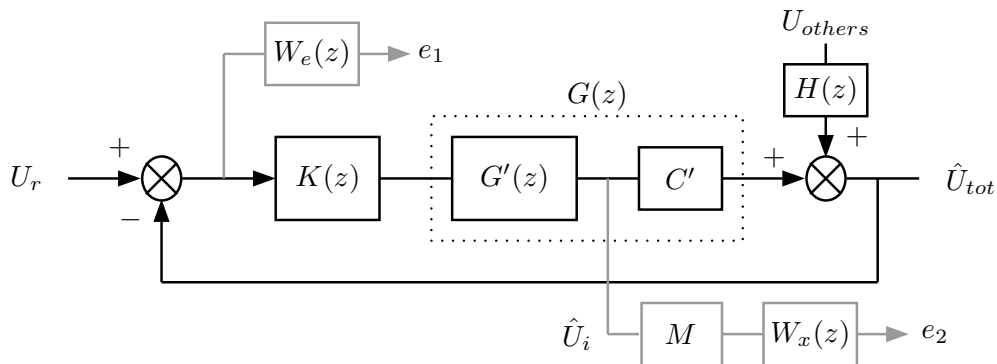 U_others
W_e(z)
e_1
H(z)
G(z)
+
+
+
U_r
K(z)
G'(z)
C'
Û_tot
−
Û_i
M
W_x(z)
e_2